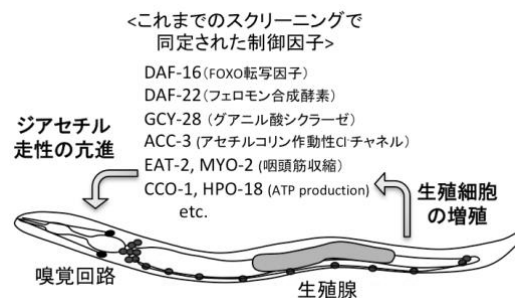 <これまでのスクリーニングで
同定された制御因子>
DAF-16（FOXO転写因子）
DAF-22（フェロモン合成酵素）
GCY-28（グアニル酸シクラーゼ）
ACC-3 (アセチルコリン作動性Cl⁻チャネル)
EAT-2, MYO-2（咽頭筋収縮）
CCO-1, HPO-18 (ATP production)
etc.
ジアセチル
走性の亢進
生殖細胞
の増殖
嗅覚回路
生殖腺